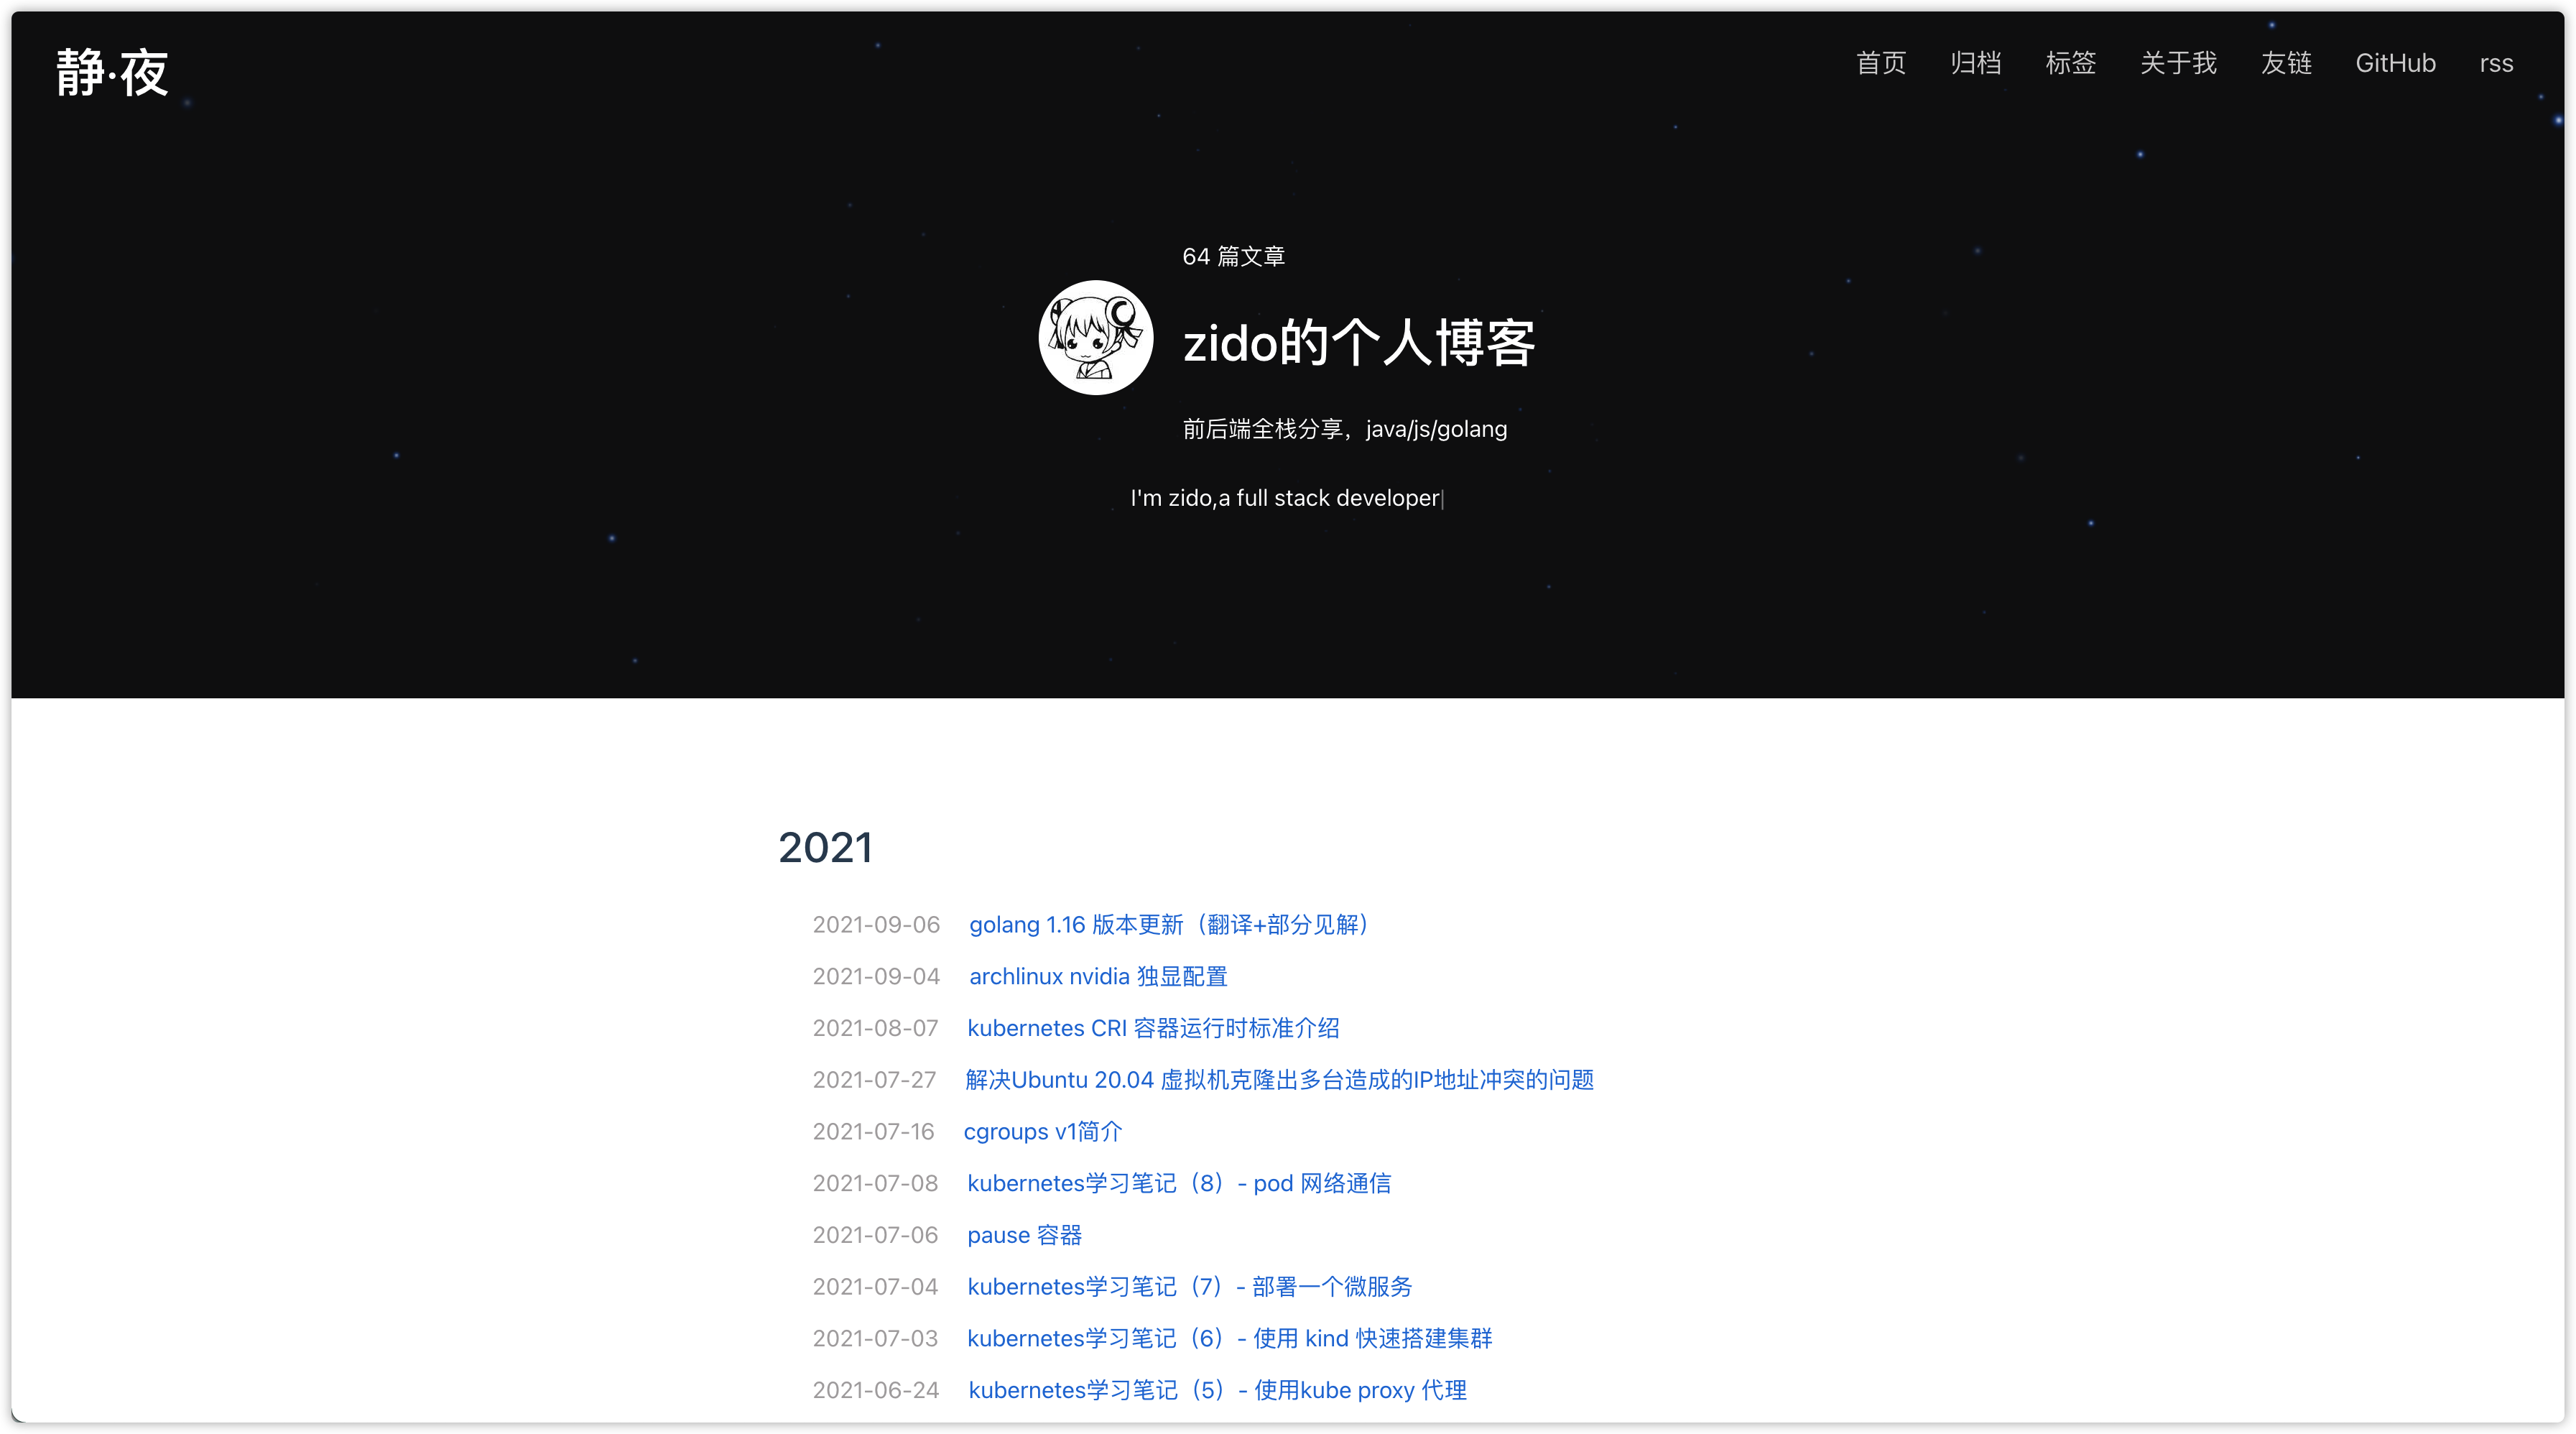 静·夜
首页 归档 标签 关于我 友链 GitHub rss
64 篇文章
zido的个人博客
前后端全栈分享，java/js/golang
I'm zido,a full stack developer
2021
2021-09-06 golang 1.16 版本更新（翻译+部分见解）
2021-09-04 archlinux nvidia 独显配置
2021-08-07 kubernetes CRI 容器运行时标准介绍
2021-07-27 解决Ubuntu 20.04 虚拟机克隆出多台造成的IP地址冲突的问题
2021-07-16 cgroups v1简介
2021-07-08 kubernetes学习笔记（8）- pod 网络通信
2021-07-06 pause 容器
2021-07-04 kubernetes学习笔记（7）- 部署一个微服务
2021-07-03 kubernetes学习笔记（6）- 使用 kind 快速搭建集群
2021-06-24 kubernetes学习笔记（5）- 使用kube proxy 代理